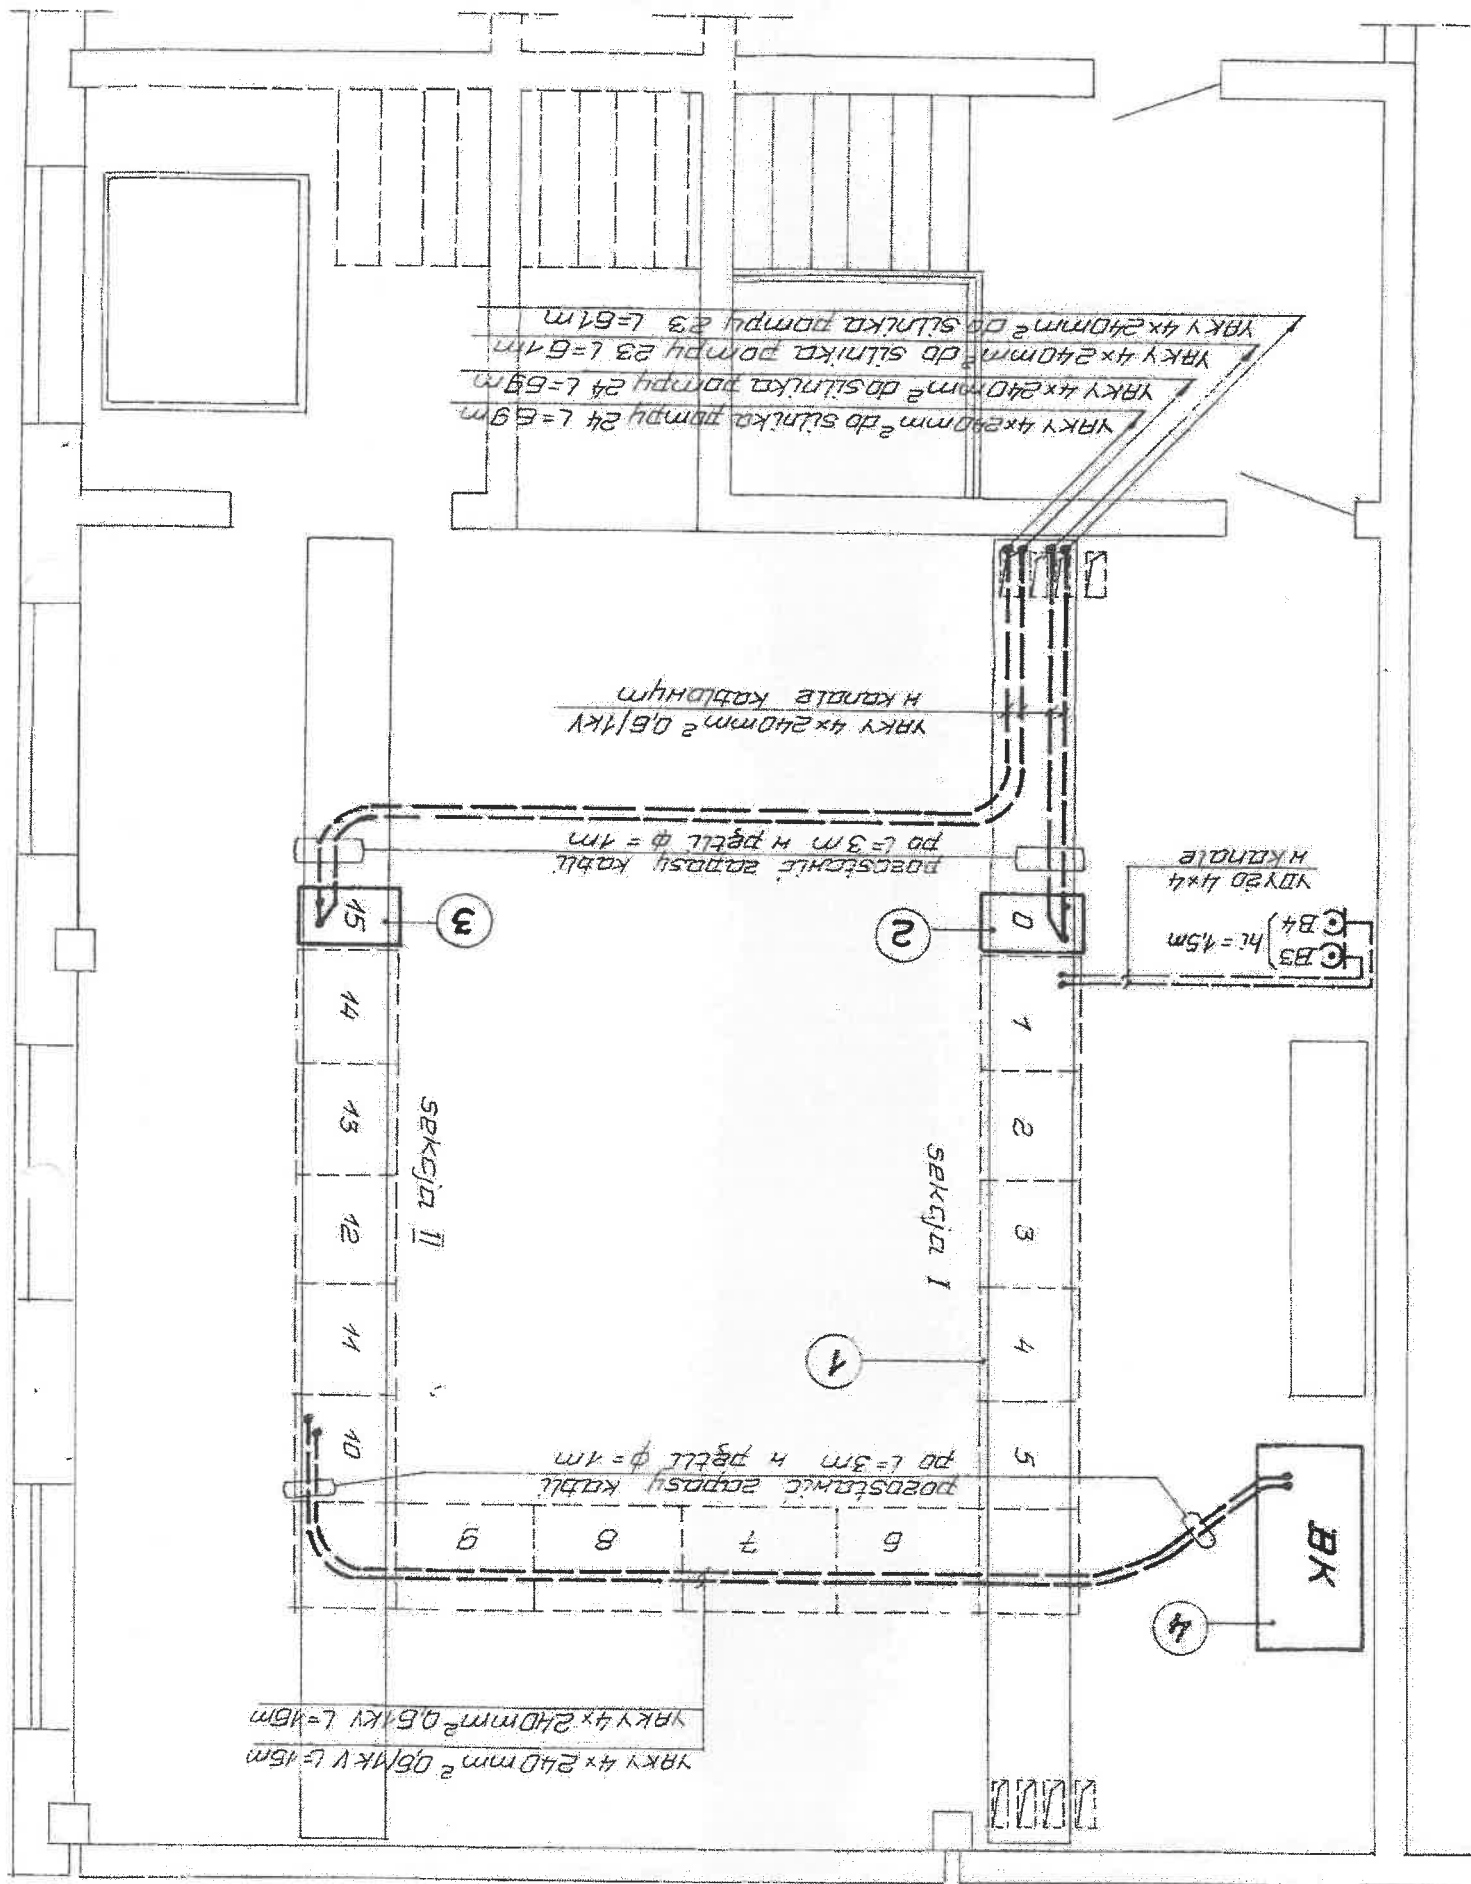 YAKY 4x240mm² 0,6/1kV L=16m
YAKY 4x240mm² 0,6/1kV L=16m
4
BK
6
7
8
9
pozostawić zapasy kabli
po l=3m w pętli ϕ=1m
5
10
1
4
11
sekcja I
3
12
sekcja II
2
13
1
14
B3
B4
hi=1,5m
YDYżo 4x4
w kanale
0
2
3
15
pozostawić zapasy kabli
po l=3m w pętli ϕ=1m
YAKY 4x240mm² 0,6/1kV
w kanale kablowym
YAKY 4x240mm² do silnika pompy 24 L=69m
YAKY 4x240mm² do silnika pompy 24 L=69m
YAKY 4x240mm² do silnika pompy 23 L=61m
YAKY 4x240mm² do silnika pompy 23 L=61m